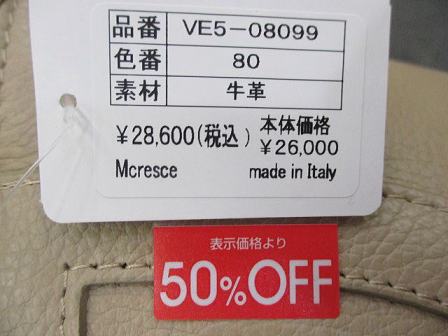 品番 VE5-08099
色番 80
素材 牛革
¥28,600(税込) 本体価格 ¥26,000
Mcresce made in Italy
表示価格より
50%OFF